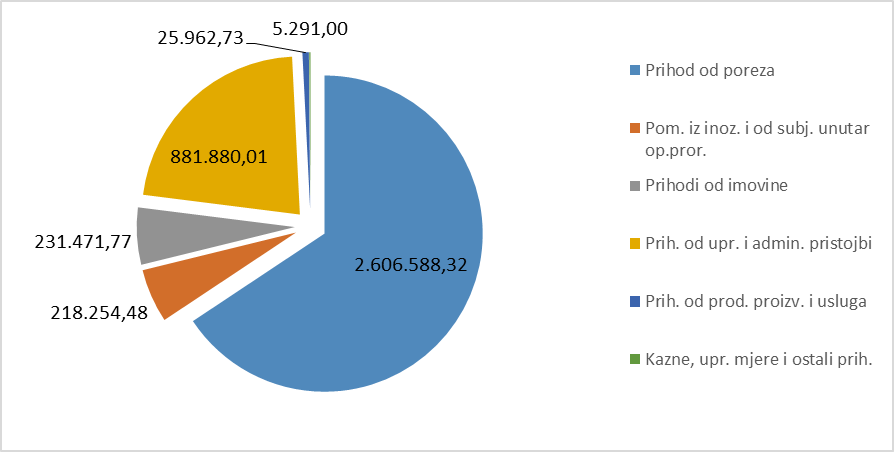 5.291,00
25.962,73
881.880,01
231.471,77
218.254,48
2.606.588,32
Prihod od poreza
Pom. iz inoz. i od subj. unutar
op.pror.
Prihodi od imovine
Prih. od upr. i admin. pristojbi
Prih. od prod. proizv. i usluga
Kazne, upr. mjere i ostali prih.